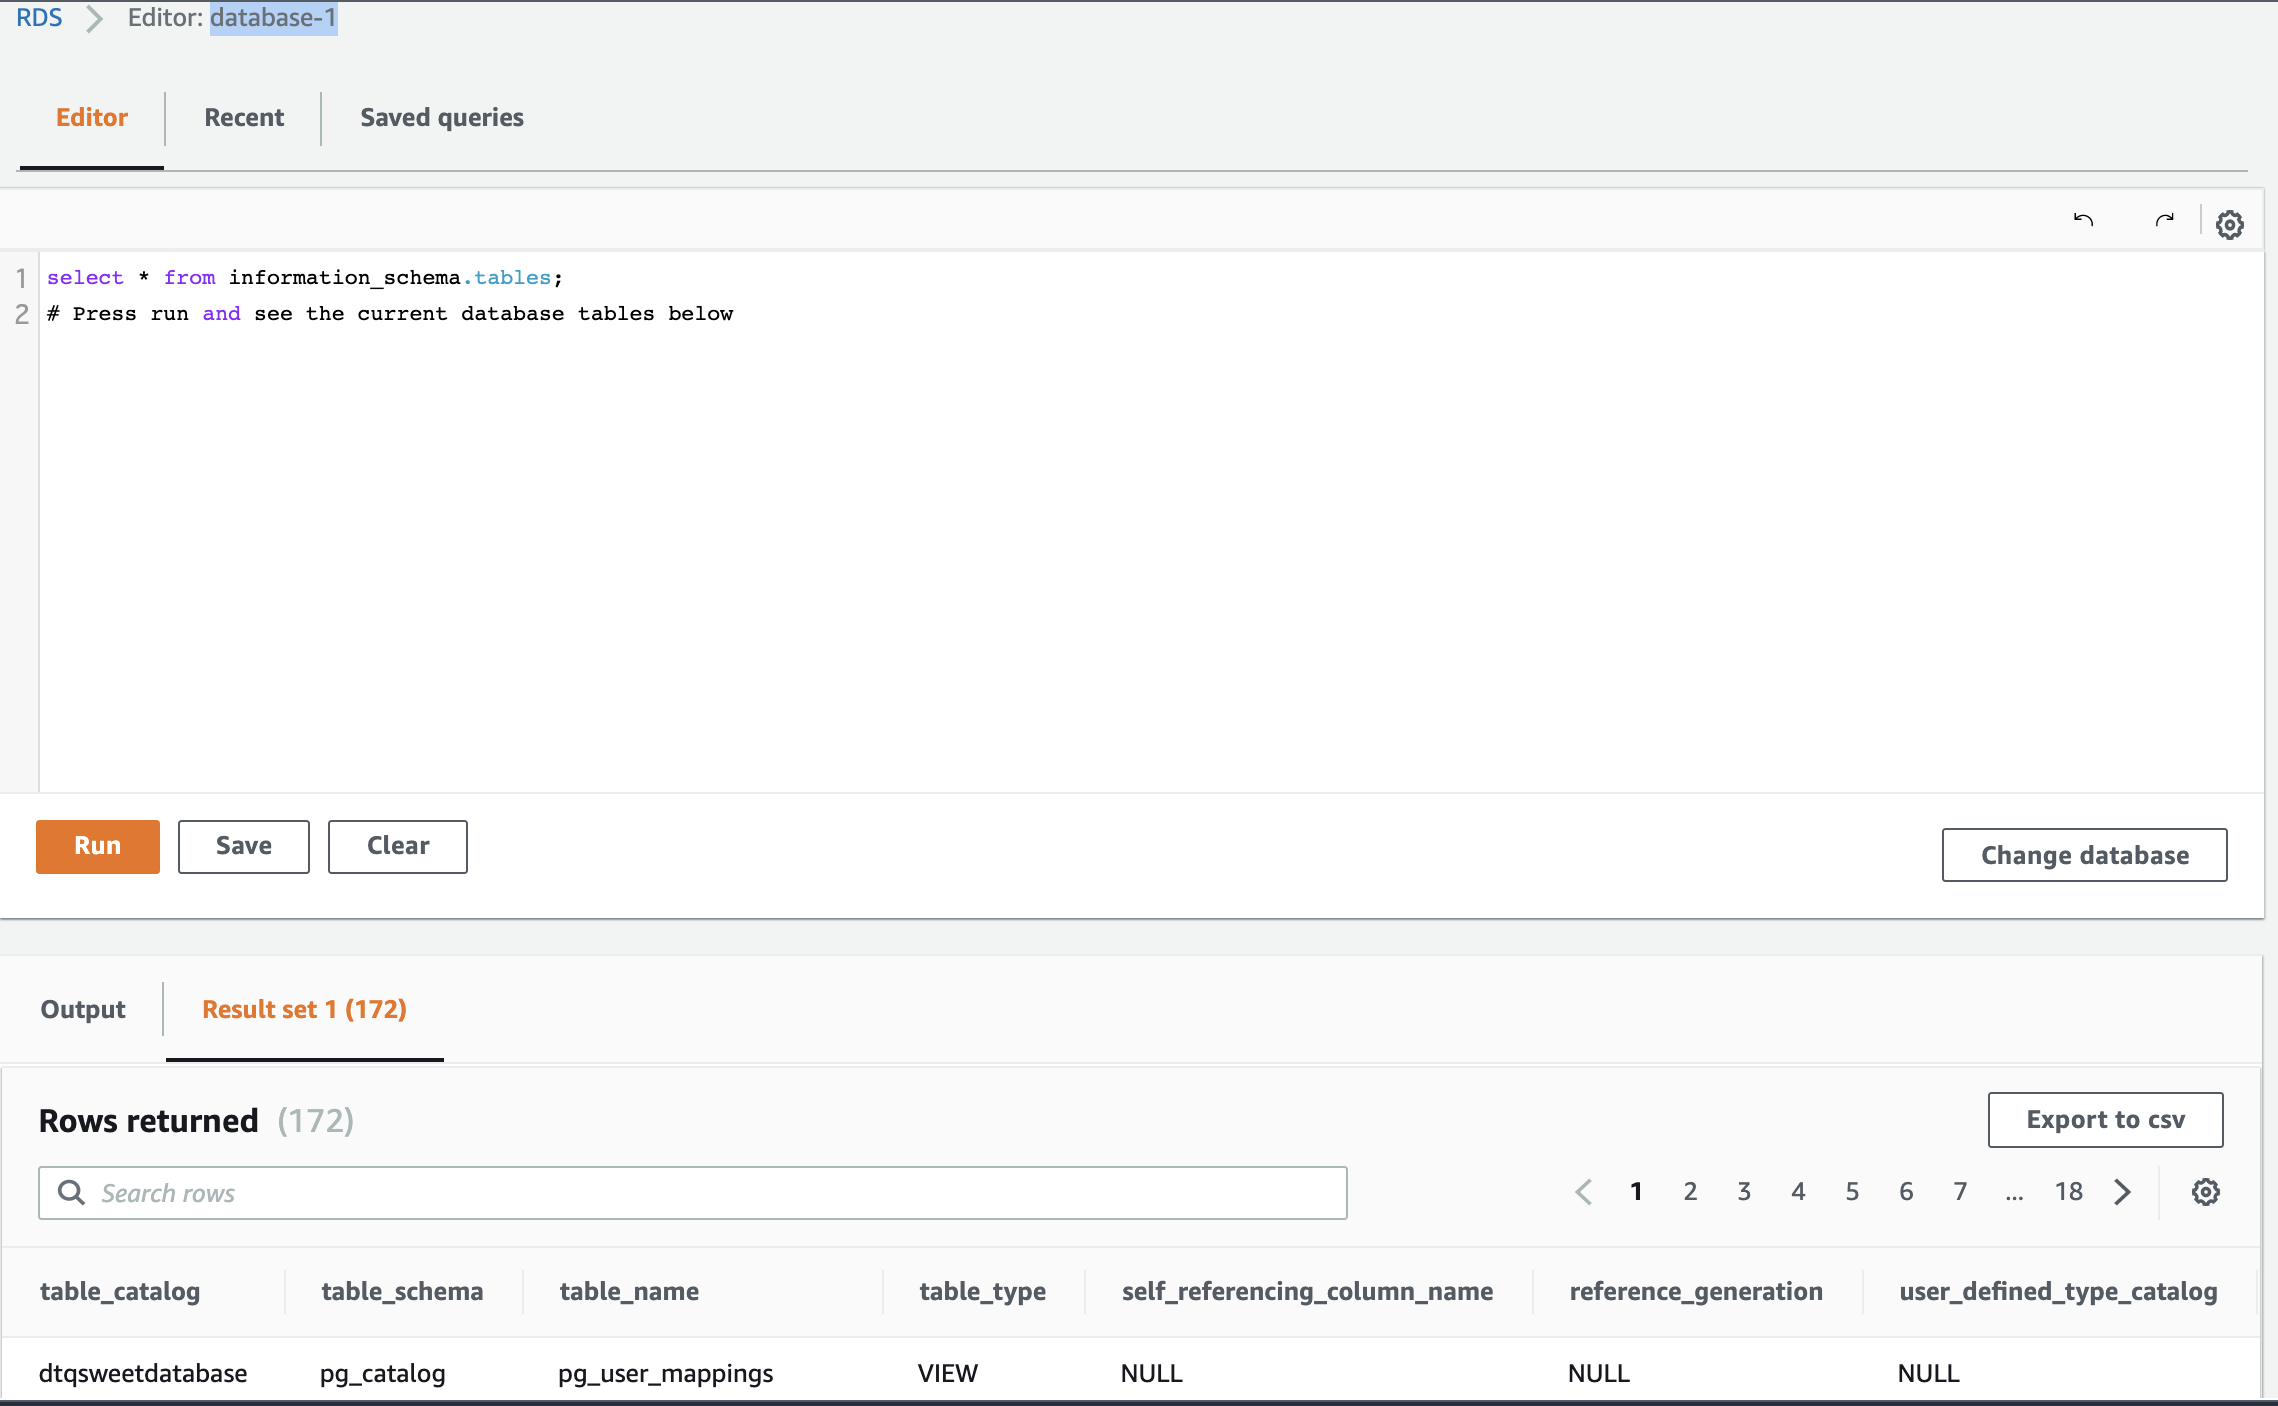 RDS > Editor: database-1
Editor Recent Saved queries
1 select * from information_schema.tables;
2 # Press run and see the current database tables below
Run Save Clear Change database
Output Result set 1 (172)
Rows returned (172) Export to csv
Search rows 1 2 3 4 5 6 7 ... 18
table_catalog table_schema table_name table_type self_referencing_column_name reference_generation user_defined_type_catalog
dtqsweetdatabase pg_catalog pg_user_mappings VIEW NULL NULL NULL